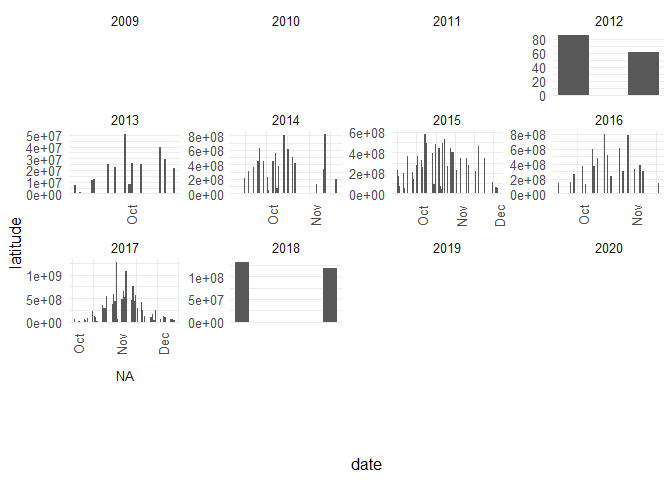 2009 2010 2011 2012
80
60
40
20
0
2013 2014 2015 2016
5e+07
4e+07
3e+07
2e+07
1e+07
0e+00
8e+08
6e+08
4e+08
2e+08
0e+00
6e+08
4e+08
2e+08
0e+00
8e+08
6e+08
4e+08
2e+08
0e+00
Oct
Oct
Nov
Oct
Nov
Dec
Oct
Nov
latitude
2017 2018 2019 2020
1e+09
5e+08
0e+00
1e+08
5e+07
0e+00
Oct
Nov
Dec
NA
date